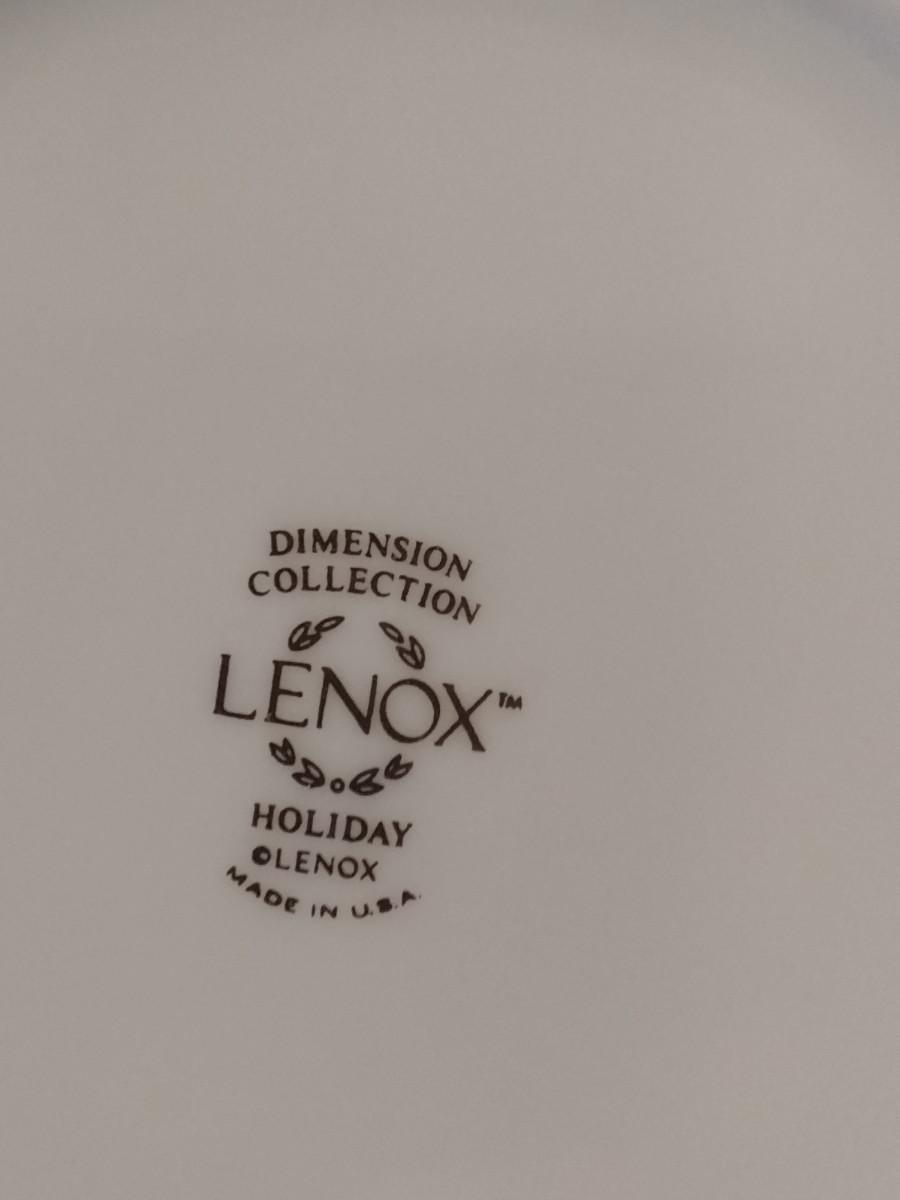 DIMENSION
COLLECTION
LENOX™
HOLIDAY
©LENOX
MADE IN U.S.A.